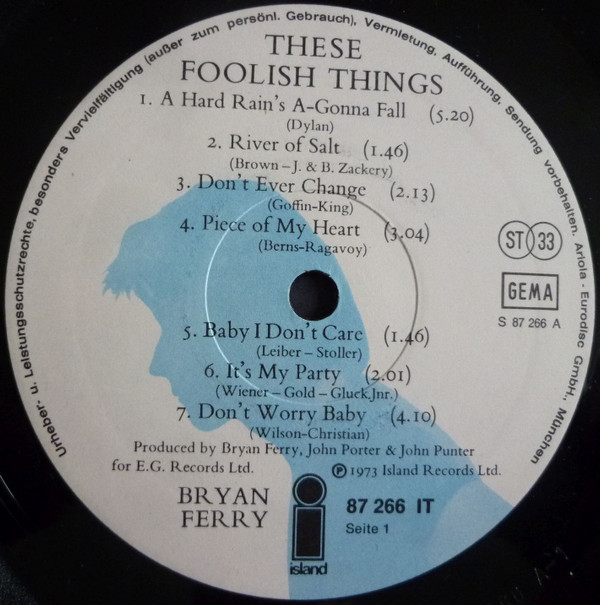 Urheber- u. Leistungsschutzrechte, besonders Vervielfältigung (außer zum persönl. Gebrauch), Vermietung, Aufführung, Sendung vorbehalten. Ariola - Eurodisc GmbH., München
THESE
FOOLISH THINGS
1. A Hard Rain's A-Gonna Fall (5.20)
(Dylan)
2. River of Salt (1.46)
(Brown – J. & B. Zackery)
3. Don't Ever Change (2.13)
(Goffin-King)
4. Piece of My Heart (3.04)
(Berns-Ragavoy)
ST 33
GEMA
S 87 266 A
5. Baby I Don't Care (1.46)
(Leiber – Stoller)
6. It's My Party (2.01)
(Wiener – Gold – Gluck,Jnr.)
7. Don't Worry Baby (4.10)
(Wilson-Christian)
Produced by Bryan Ferry, John Porter & John Punter
for E.G. Records Ltd. ℗ 1973 Island Records Ltd.
BRYAN
FERRY
87 266 IT
Seite 1
island